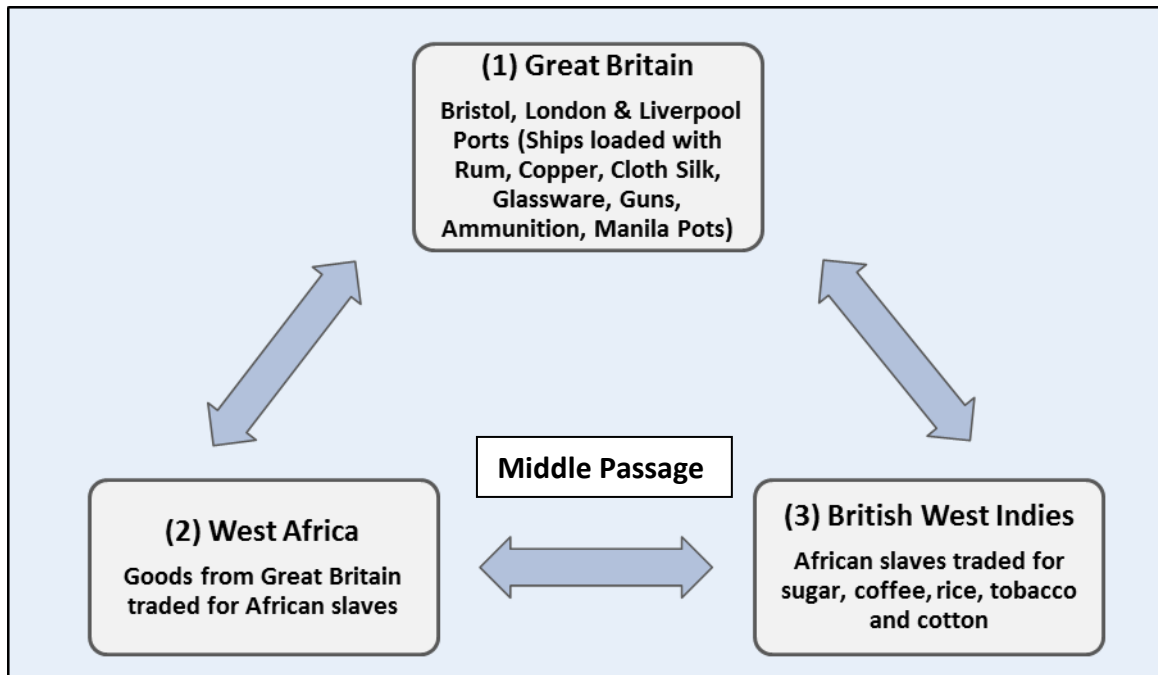 (1) Great Britain
Bristol, London & Liverpool
Ports (Ships loaded with
Rum, Copper, Cloth Silk,
Glassware, Guns,
Ammunition, Manila Pots)
Middle Passage
(2) West Africa
Goods from Great Britain
traded for African slaves
(3) British West Indies
African slaves traded for
sugar, coffee, rice, tobacco
and cotton